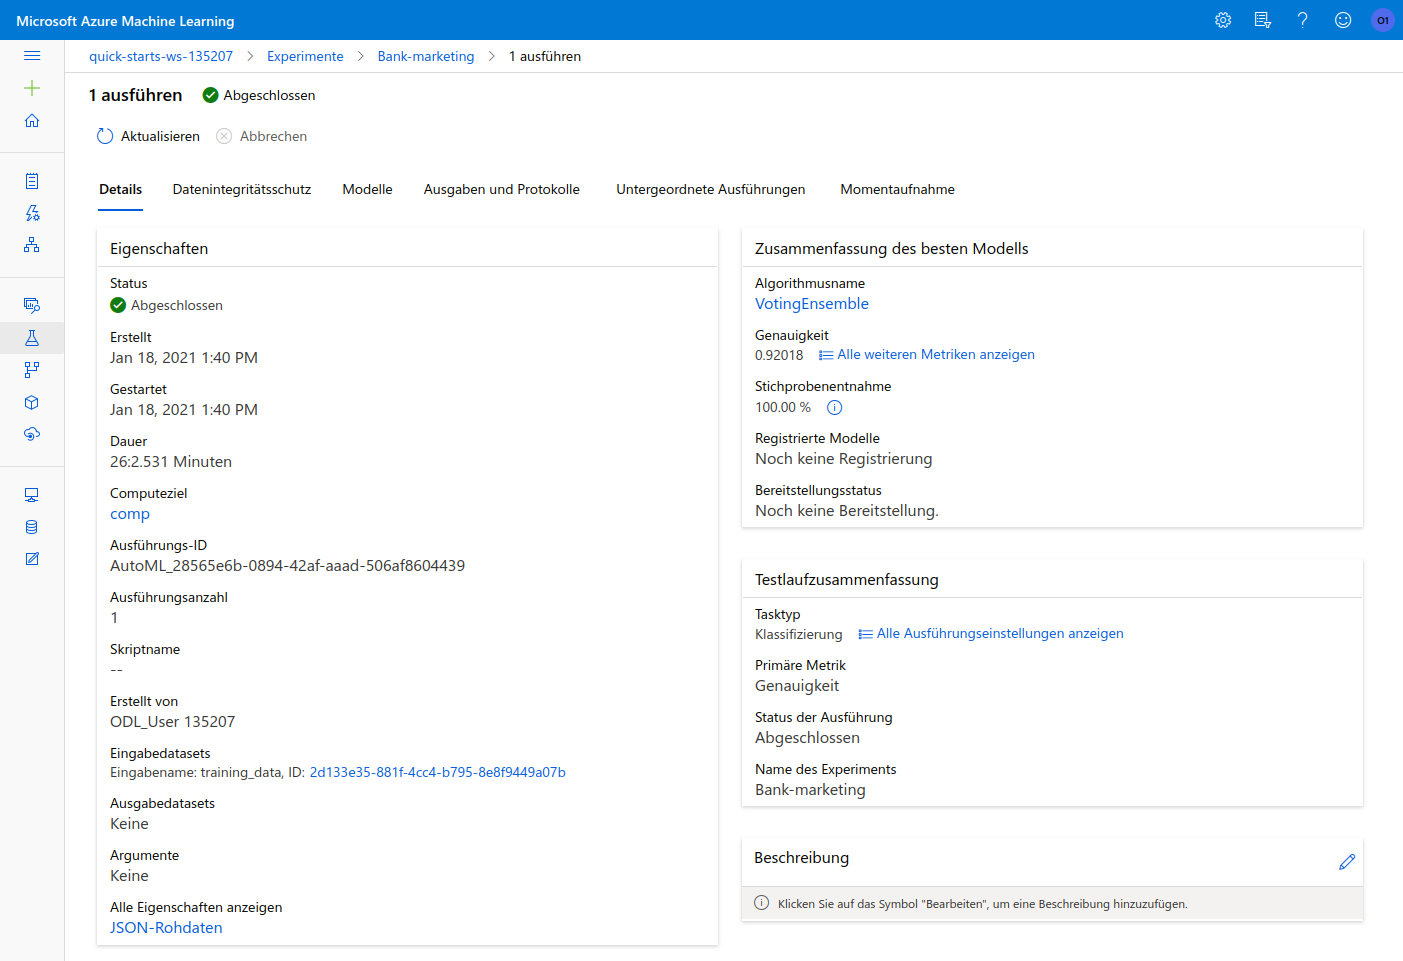 Microsoft Azure Machine Learning
O1
quick-starts-ws-135207 > Experimente > Bank-marketing > 1 ausführen
1 ausführen Abgeschlossen
Aktualisieren Abbrechen
Details Datenintegritätsschutz Modelle Ausgaben und Protokolle Untergeordnete Ausführungen Momentaufnahme
Eigenschaften
Status
Abgeschlossen
Erstellt
Jan 18, 2021 1:40 PM
Gestartet
Jan 18, 2021 1:40 PM
Dauer
26:2.531 Minuten
Computeziel
comp
Ausführungs-ID
AutoML_28565e6b-0894-42af-aaad-506af8604439
Ausführungsanzahl
1
Skriptname
--
Erstellt von
ODL_User 135207
Eingabedatasets
Eingabename: training_data, ID: 2d133e35-881f-4cc4-b795-8e8f9449a07b
Ausgabedatasets
Keine
Argumente
Keine
Alle Eigenschaften anzeigen
JSON-Rohdaten
Zusammenfassung des besten Modells
Algorithmusname
VotingEnsemble
Genauigkeit
0.92018 Alle weiteren Metriken anzeigen
Stichprobenentnahme
100.00 %
Registrierte Modelle
Noch keine Registrierung
Bereitstellungsstatus
Noch keine Bereitstellung.
Testlaufzusammenfassung
Tasktyp
Klassifizierung Alle Ausführungseinstellungen anzeigen
Primäre Metrik
Genauigkeit
Status der Ausführung
Abgeschlossen
Name des Experiments
Bank-marketing
Beschreibung
Klicken Sie auf das Symbol "Bearbeiten", um eine Beschreibung hinzuzufügen.